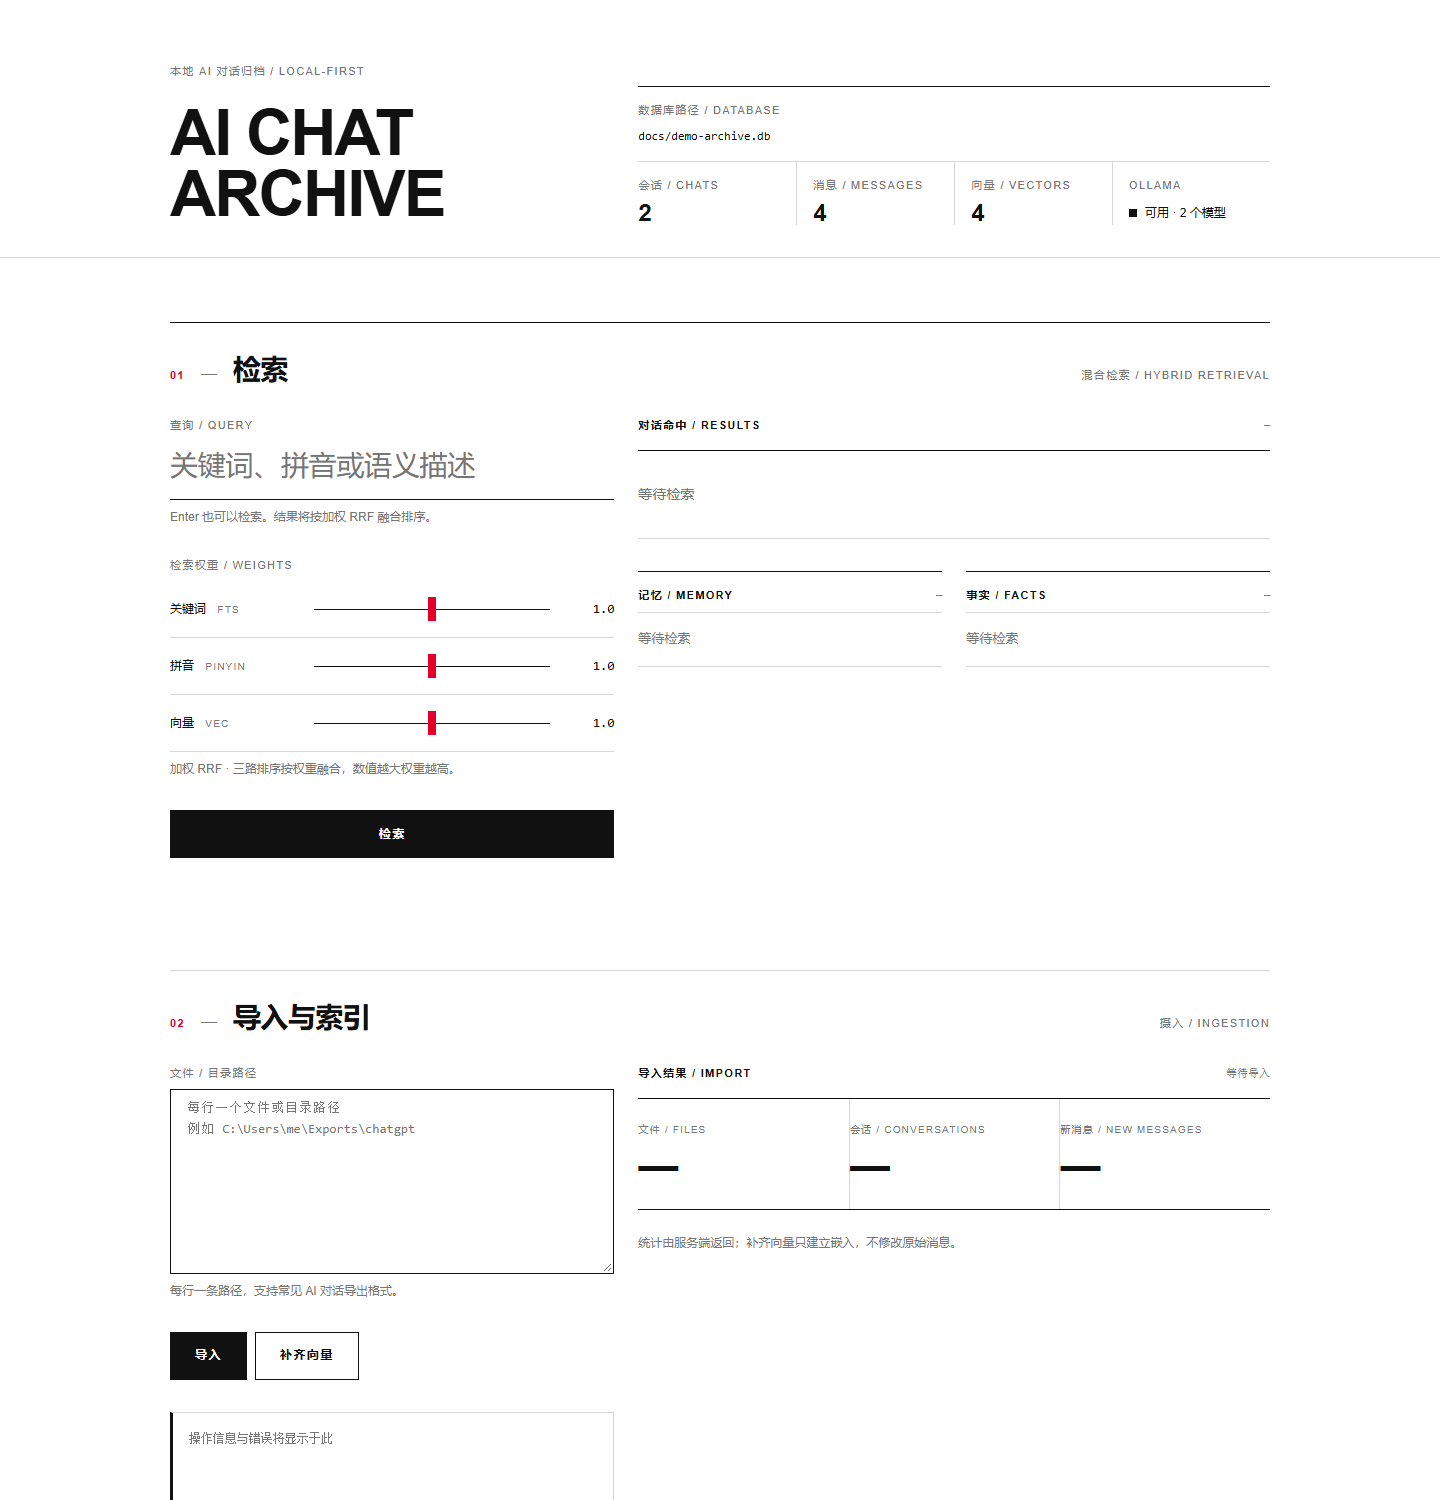 本地 AI 对话归档 / LOCAL-FIRST
AI CHAT
ARCHIVE
数据库路径 / DATABASE
docs/demo-archive.db
会话 / CHATS
2
消息 / MESSAGES
4
向量 / VECTORS
4
OLLAMA
可用 · 2 个模型
01 — 检索
混合检索 / HYBRID RETRIEVAL
查询 / QUERY
关键词、拼音或语义描述
Enter 也可以检索。结果将按加权 RRF 融合排序。
检索权重 / WEIGHTS
关键词 FTS 1.0
拼音 PINYIN 1.0
向量 VEC 1.0
加权 RRF · 三路排序按权重融合，数值越大权重越高。
检索
对话命中 / RESULTS –
等待检索
记忆 / MEMORY –
等待检索
事实 / FACTS –
等待检索
02 — 导入与索引
摄入 / INGESTION
文件 / 目录路径
每行一个文件或目录路径
例如 C:\Users\me\Exports\chatgpt
每行一条路径，支持常见 AI 对话导出格式。
导入
补齐向量
操作信息与错误将显示于此
导入结果 / IMPORT
等待导入
文件 / FILES
—
会话 / CONVERSATIONS
—
新消息 / NEW MESSAGES
—
统计由服务端返回；补齐向量只建立嵌入，不修改原始消息。